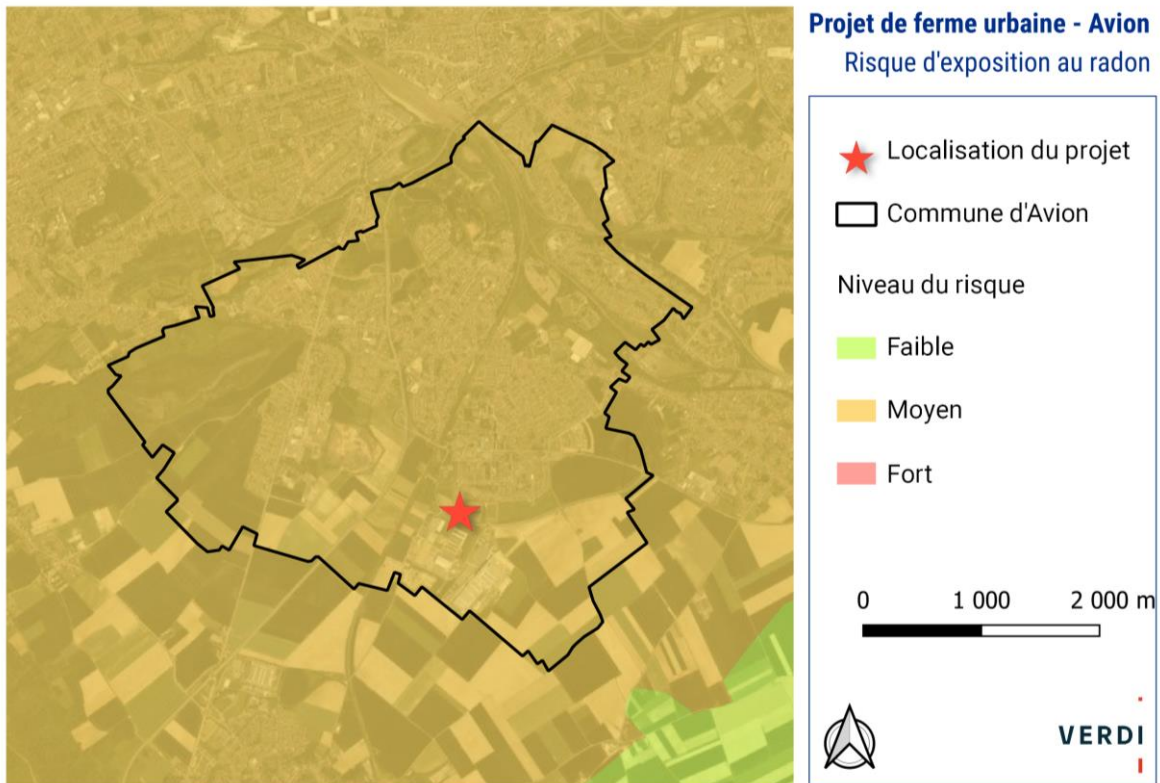 Projet de ferme urbaine - Avion
Risque d'exposition au radon
Localisation du projet
Commune d'Avion
Niveau du risque
Faible
Moyen
Fort
0 1 000 2 000 m
VERDI